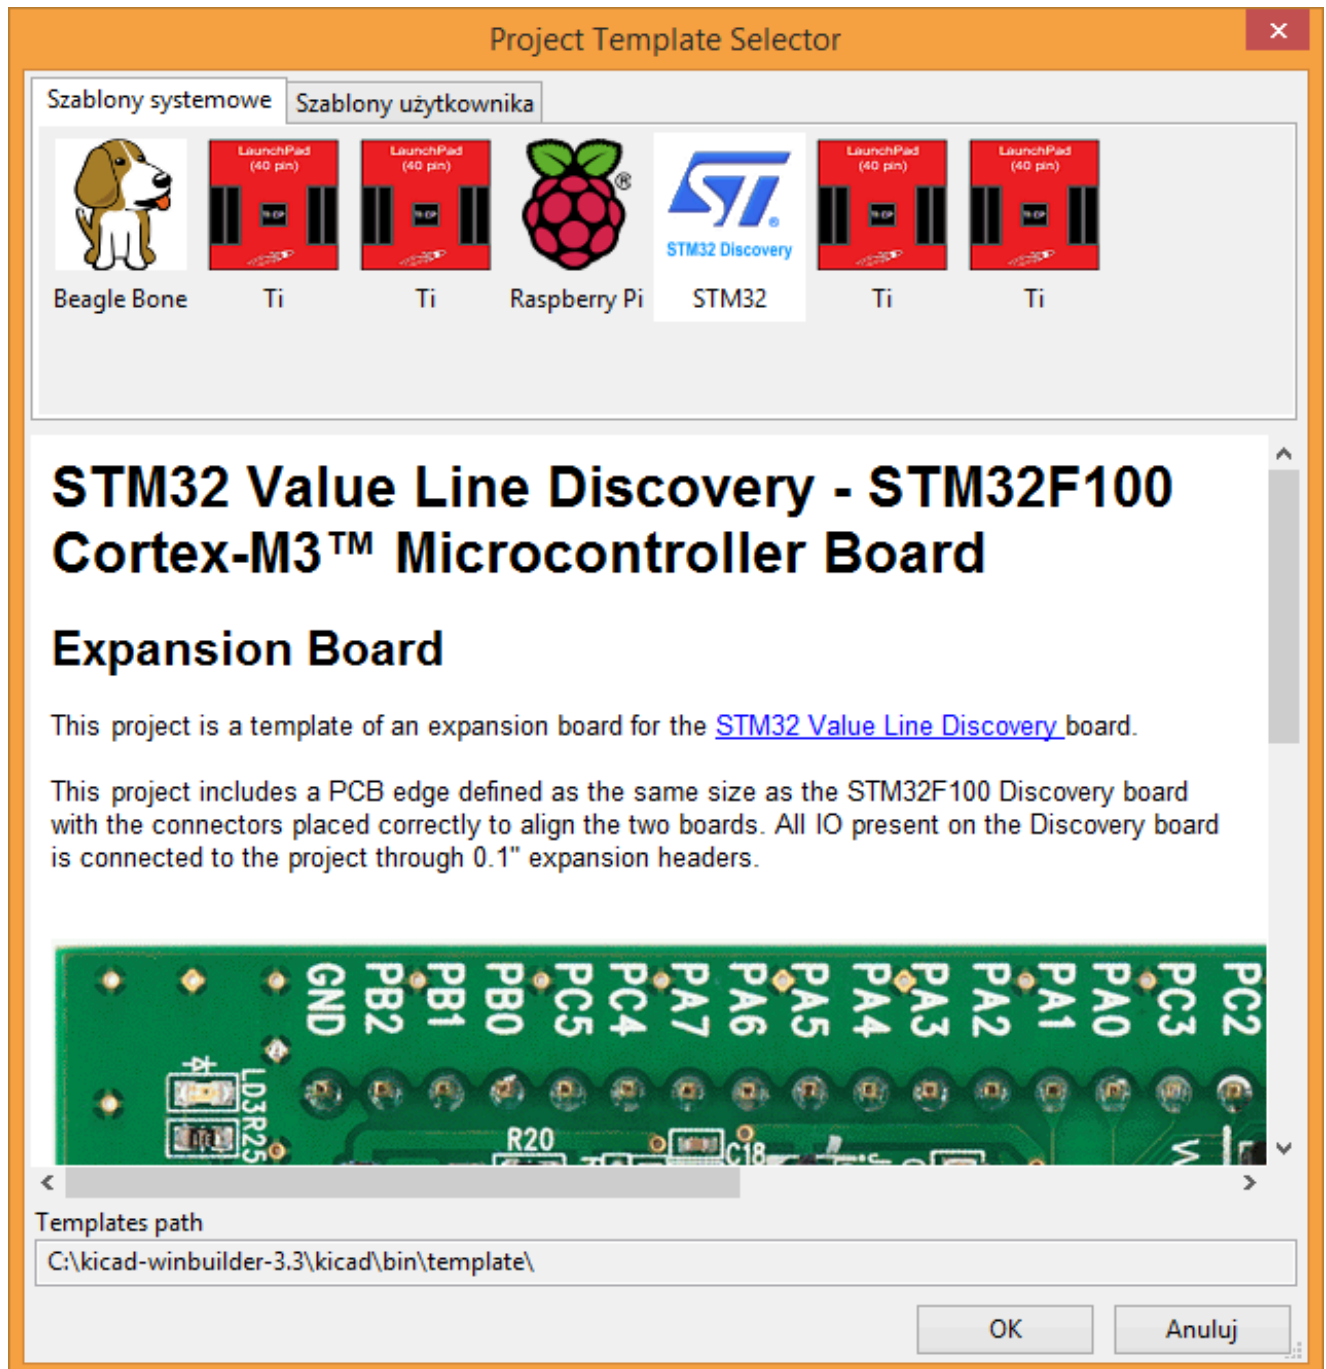 Project Template Selector
Szablony systemowe
Szablony użytkownika
LaunchPad
(40 pin)
LaunchPad
(40 pin)
STM32 Discovery
LaunchPad
(40 pin)
LaunchPad
(40 pin)
Beagle Bone
Ti
Ti
Raspberry Pi
STM32
Ti
Ti
STM32 Value Line Discovery - STM32F100
Cortex-M3™ Microcontroller Board
Expansion Board
This project is a template of an expansion board for the STM32 Value Line Discovery board.
This project includes a PCB edge defined as the same size as the STM32F100 Discovery board
with the connectors placed correctly to align the two boards. All IO present on the Discovery board
is connected to the project through 0.1" expansion headers.
GND PB2 PB1 PB0 PC5 PC4 PA7 PA6 PA5 PA4 PA3 PA2 PA1 PA0 PC3 PC2
LD3
R25
R20
C18
Templates path
C:\kicad-winbuilder-3.3\kicad\bin\template\
OK
Anuluj